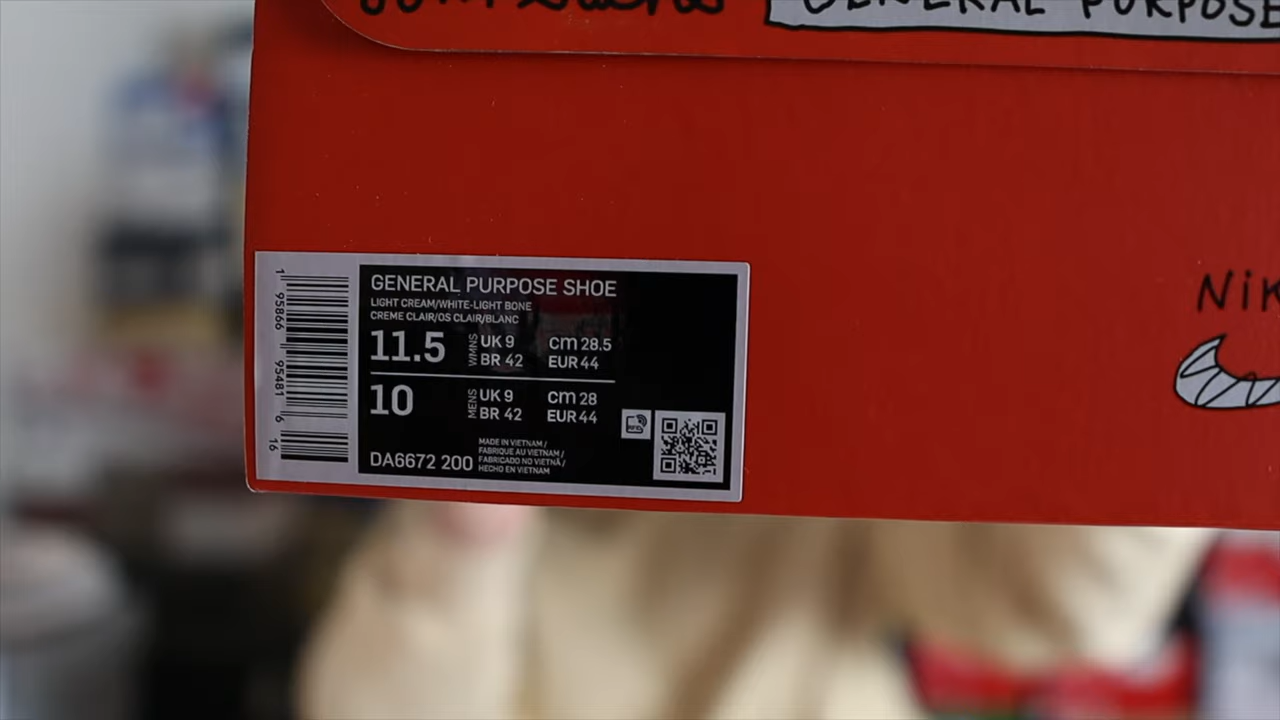 GENERAL PURPOSE
NiK
GENERAL PURPOSE SHOE
LIGHT CREAM/WHITE-LIGHT BONE
CREME CLAIR/OS CLAIR/BLANC
11.5 WMNS UK 9 cm 28.5
BR 42 EUR 44
10 MENS UK 9 cm 28
BR 42 EUR 44
DA6672 200
MADE IN VIETNAM /
FABRIQUE AU VIETNAM /
FABRICADO NO VIETNÃ /
HECHO EN VIETNAM
RFID
1 95866 95481 6
16